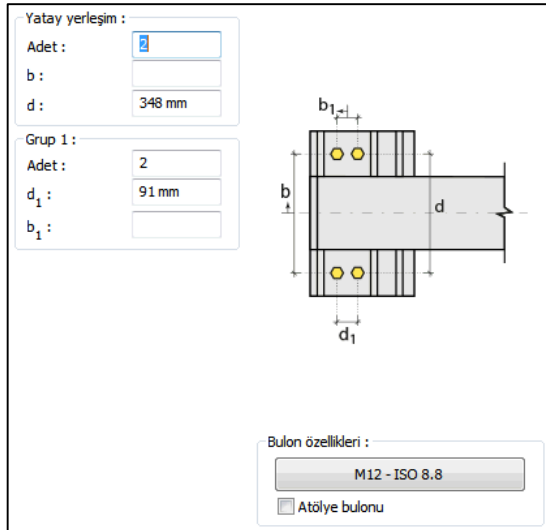 Yatay yerleşim :
Adet : 2
b :
d : 348 mm
Grup 1 :
Adet : 2
d1 : 91 mm
b1 :
b1
b
d
d1
Bulon özellikleri :
M12 - ISO 8.8
Atölye bulonu